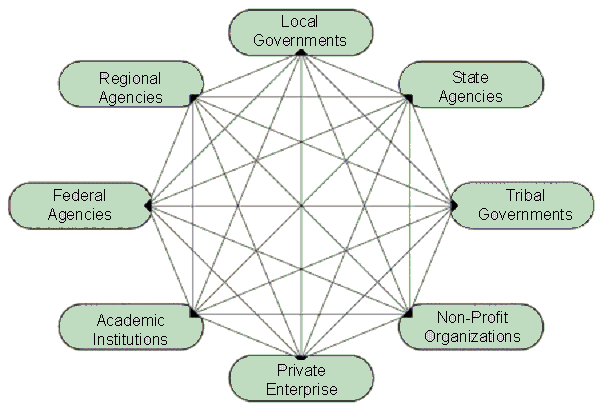 Local
Governments
Regional
Agencies
State
Agencies
Federal
Agencies
Tribal
Governments
Academic
Institutions
Non-Profit
Organizations
Private
Enterprise